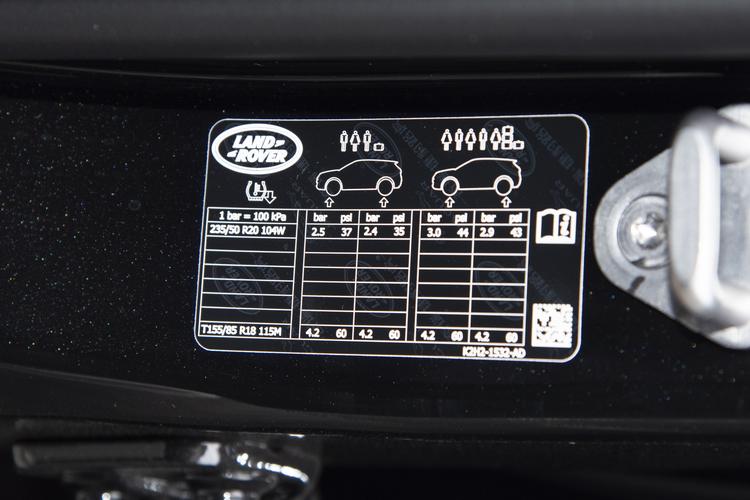 LAND ROVER
1 bar = 100 kPa bar psi bar psi bar psi bar psi
235/50 R20 104W 2.5 37 2.4 35 3.0 44 2.9 43
T155/85 R18 115M 4.2 60 4.2 60 4.2 60 4.2 60
K2H2-1532-AD